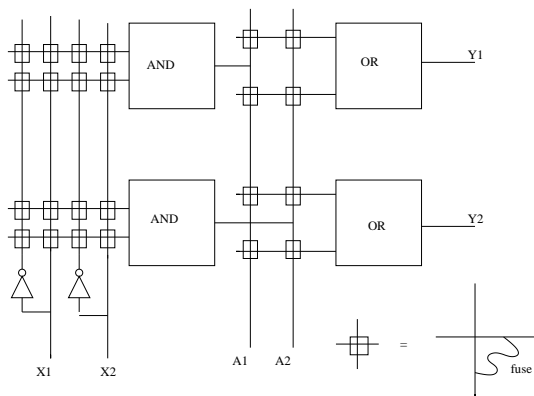 AND
OR
Y1
AND
OR
Y2
X1
X2
A1
A2
=
fuse